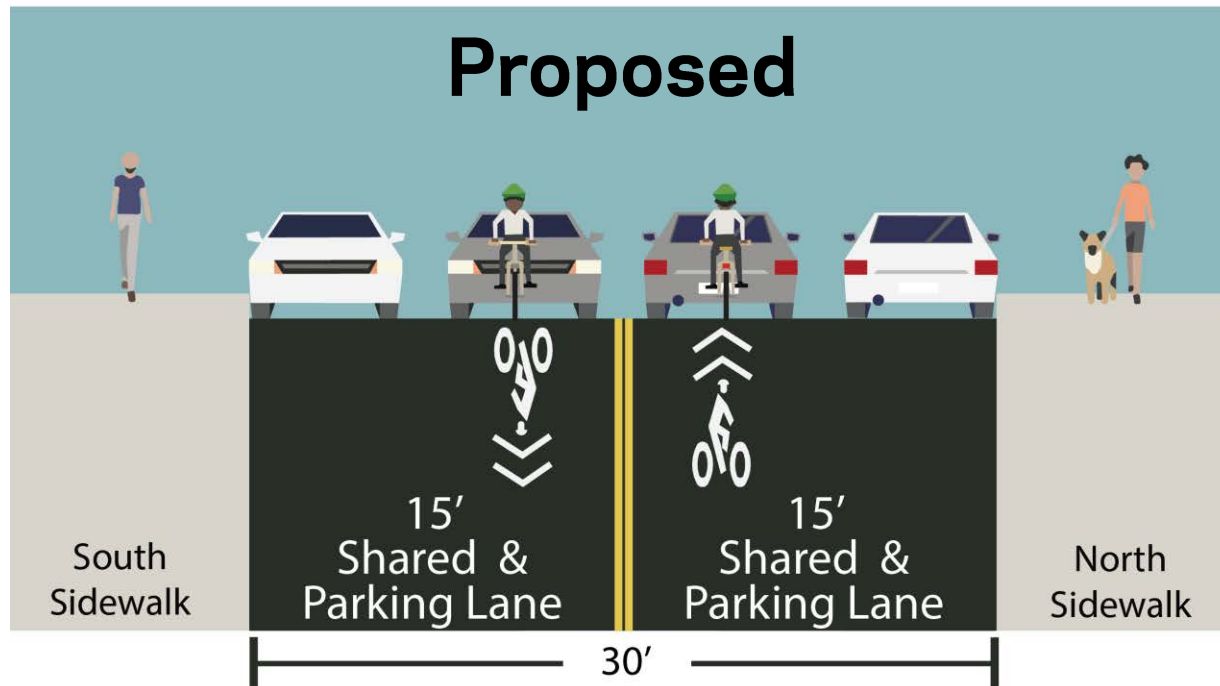 Proposed
South
Sidewalk
15’
Shared &
Parking Lane
15’
Shared &
Parking Lane
North
Sidewalk
30’